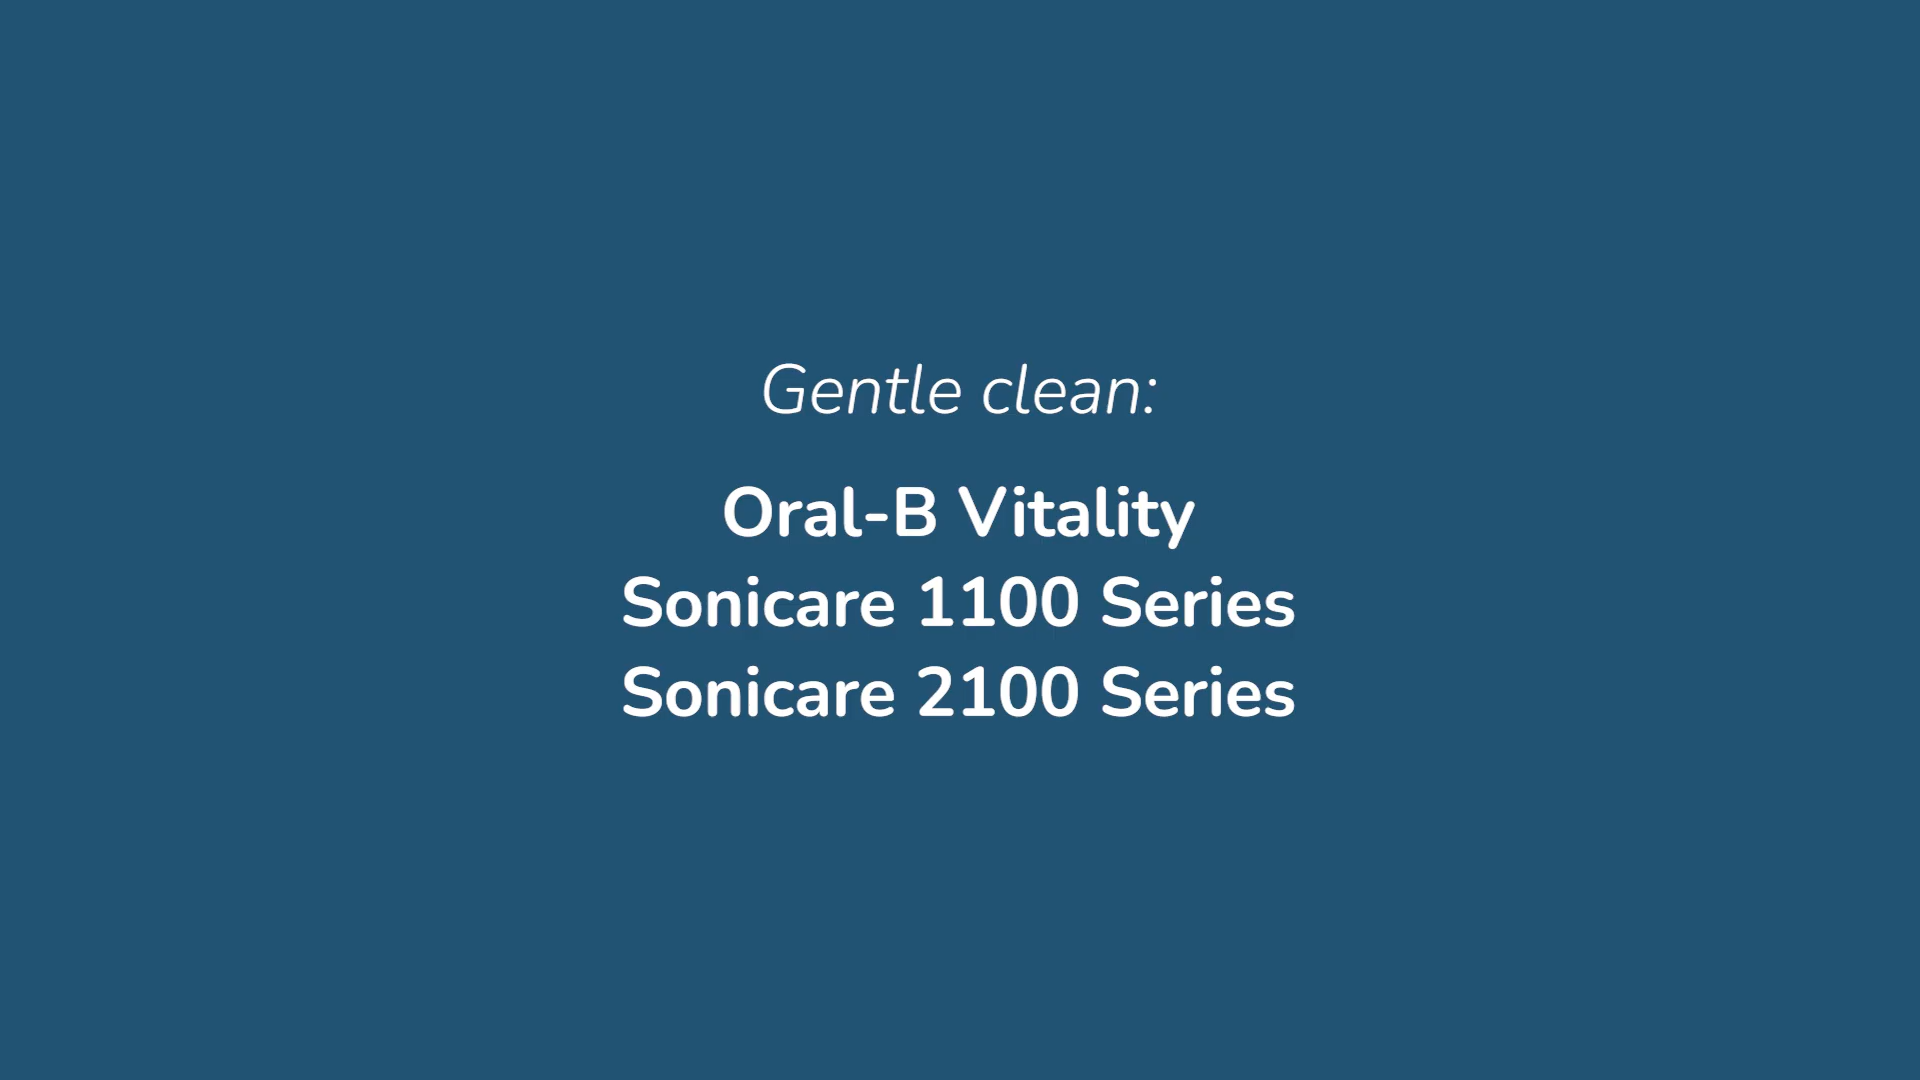 Gentle clean:
Oral-B Vitality
Sonicare 1100 Series
Sonicare 2100 Series